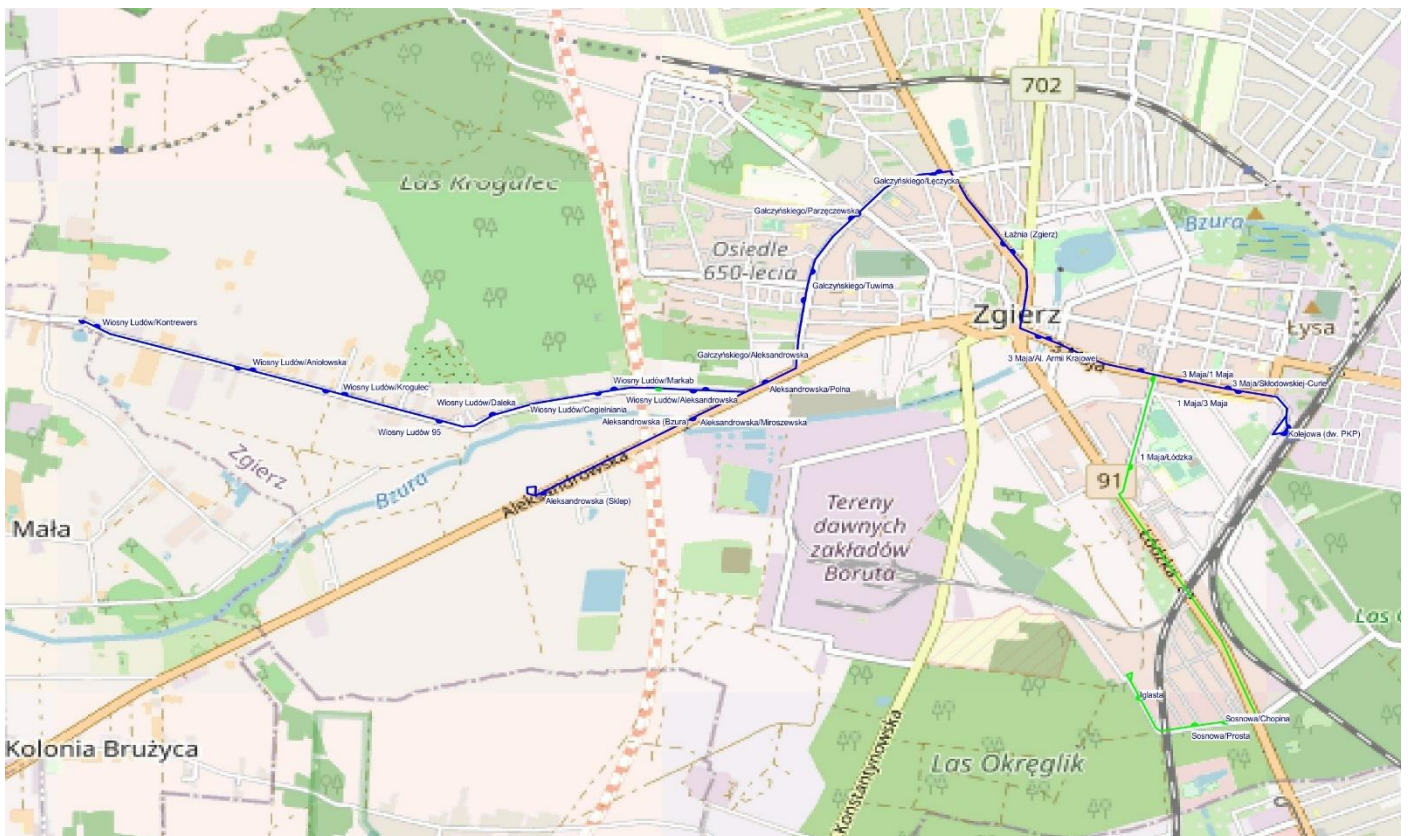 702
Las Krogulec
Gałczyńskiego/Łęczycka
Gałczyńskiego/Parzęczewska
Bzura
Łaźnia (Zgierz)
Osiedle
650-lecia
Gałczyńskiego/Tuwima
Zgierz
Łysa
Wiosny Ludów/Kontrewers
Wiosny Ludów/Aniołowska
Gałczyńskiego/Aleksandrowska
3 Maja/Al. Armii Krajowej
Wiosny Ludów/Krogulec
Wiosny Ludów/Markab
Aleksandrowska/Polna
3 Maja/1 Maja
3 Maja/Skłodowskiej-Curie
Wiosny Ludów/Daleka
Wiosny Ludów/Cegielniana
Wiosny Ludów/Aleksandrowska
1 Maja/3 Maja
Wiosny Ludów 95
Aleksandrowska (Bzura)
Aleksandrowska/Miroszewska
Kolejowa (dw. PKP)
Zgierz
Bzura
1 Maja/Łódzka
91
Aleksandrowska
Aleksandrowska (Sklep)
Mała
Tereny
dawnych
zakładów
Boruta
Łódzka
Las
Iglasta
Sosnowa/Chopina
Sosnowa/Prosta
Konstantynowska
Kolonia Brużyca
Las Okręglik